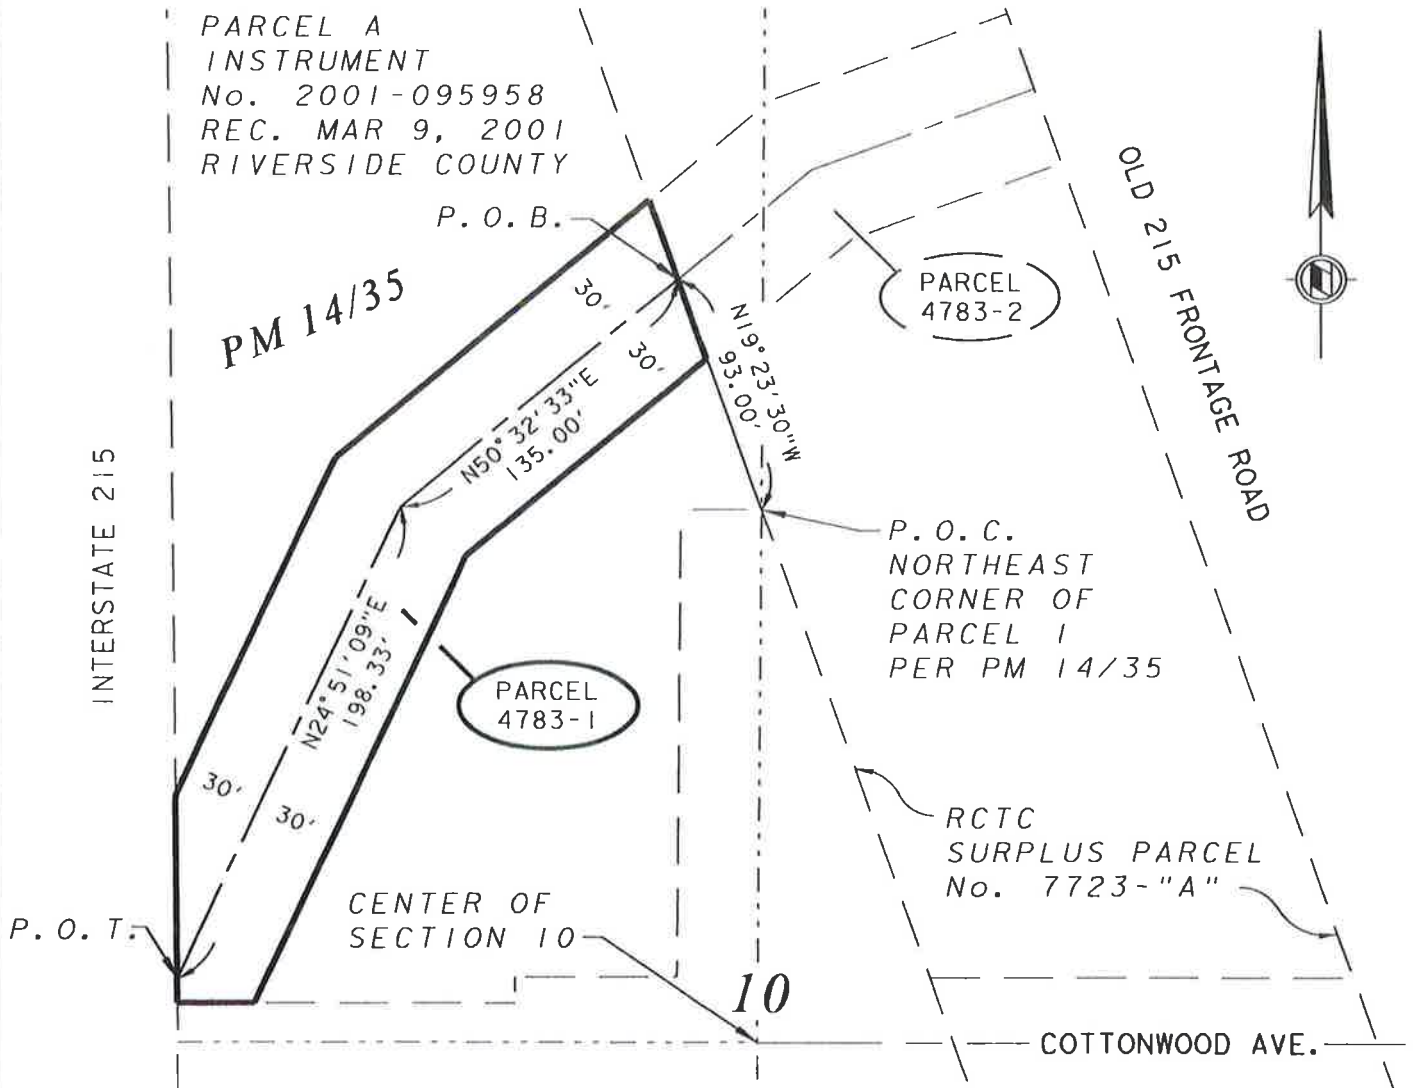 PARCEL A
INSTRUMENT
No. 2001-095958
REC. MAR 9, 2001
RIVERSIDE COUNTY
P.O.B.
PM 14/35
30'
30'
N19°23'30"W
93.00'
PARCEL
4783-2
OLD 215 FRONTAGE ROAD
N50°32'33"E
135.00'
INTERSTATE 215
P.O.C.
NORTHEAST
CORNER OF
PARCEL 1
PER PM 14/35
N24°51'09"E
198.33'
PARCEL
4783-1
30'
30'
RCTC
SURPLUS PARCEL
No. 7723-"A"
P.O.T.
CENTER OF
SECTION 10
10
COTTONWOOD AVE.